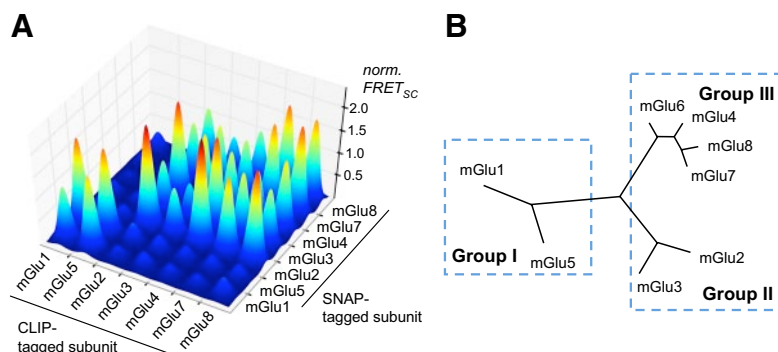 A
norm.
FRETSC
2.0
1.5
1.0
0.5
mGlu8
mGlu7
mGlu4
mGlu3
mGlu2
mGlu5
mGlu1
SNAP-
tagged subunit
mGlu1
mGlu5
mGlu2
mGlu3
mGlu4
mGlu7
mGlu8
CLIP-
tagged subunit
B
Group III
mGlu6
mGlu4
mGlu8
mGlu7
mGlu1
Group I
mGlu5
mGlu2
mGlu3
Group II